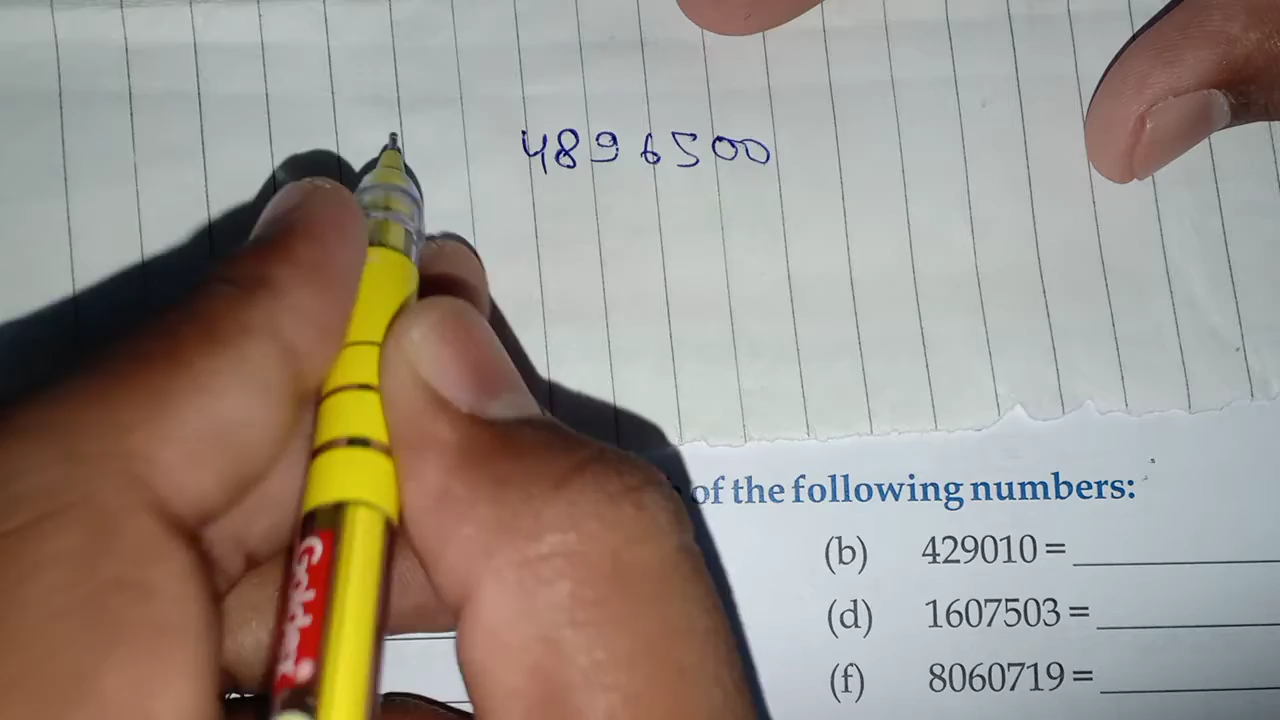 4896500
of the following numbers:
(b) 429010 =
(d) 1607503 =
(f) 8060719 =